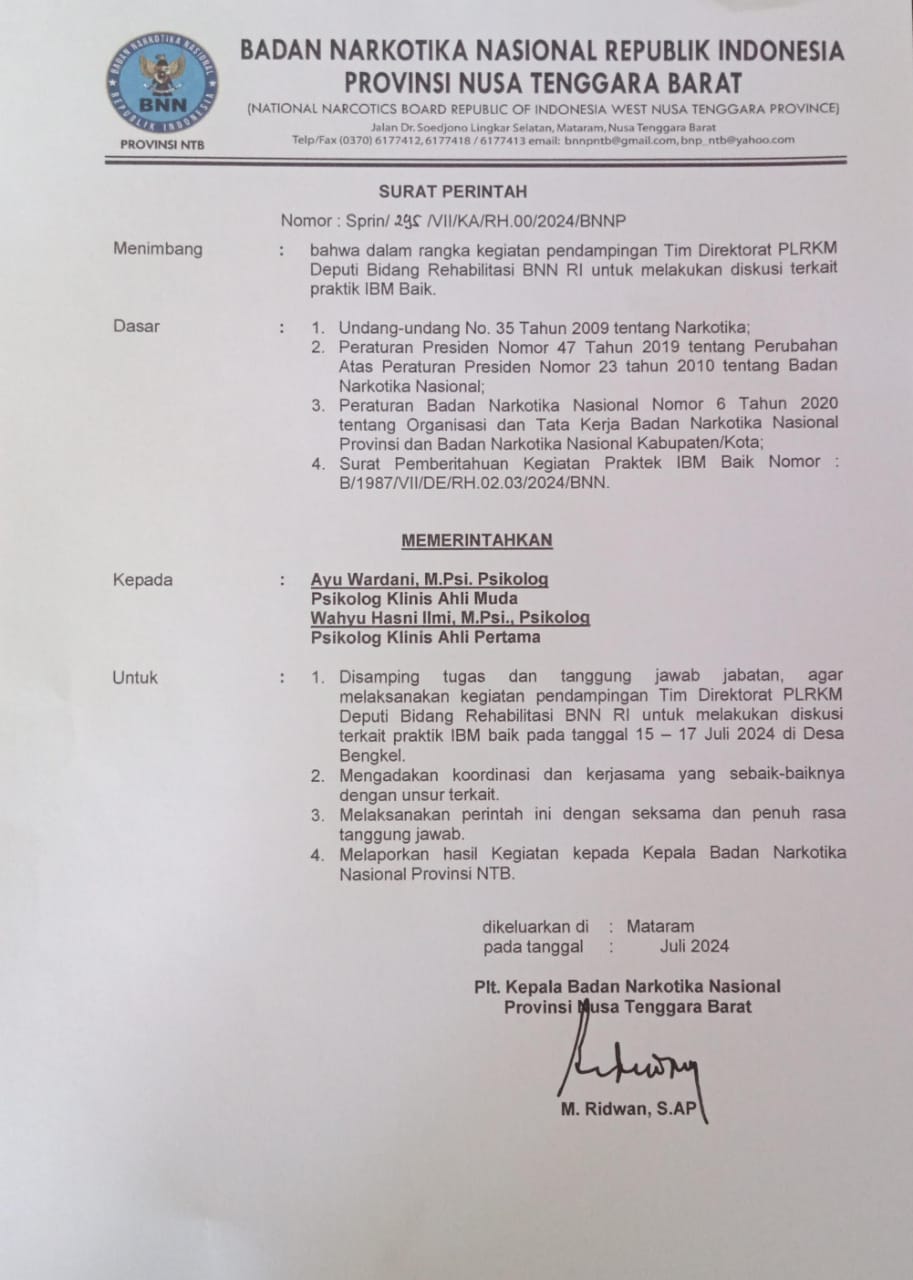 BADAN NARKOTIKA NASIONAL
REPUBLIK INDONESIA
BNN
PROVINSI NTB
BADAN NARKOTIKA NASIONAL REPUBLIK INDONESIA
PROVINSI NUSA TENGGARA BARAT
(NATIONAL NARCOTICS BOARD REPUBLIC OF INDONESIA WEST NUSA TENGGARA PROVINCE)
Jalan Dr. Soedjono Lingkar Selatan, Mataram, Nusa Tenggara Barat
Telp/Fax (0370) 6177412, 6177418 / 6177413 email: bnnpntb@gmail.com, bnp_ntb@yahoo.com
SURAT PERINTAH
Nomor : Sprin/ 295 /VII/KA/RH.00/2024/BNNP
Menimbang : bahwa dalam rangka kegiatan pendampingan Tim Direktorat PLRKM
Deputi Bidang Rehabilitasi BNN RI untuk melakukan diskusi terkait
praktik IBM Baik.
Dasar : 1. Undang-undang No. 35 Tahun 2009 tentang Narkotika;
2. Peraturan Presiden Nomor 47 Tahun 2019 tentang Perubahan
Atas Peraturan Presiden Nomor 23 tahun 2010 tentang Badan
Narkotika Nasional;
3. Peraturan Badan Narkotika Nasional Nomor 6 Tahun 2020
tentang Organisasi dan Tata Kerja Badan Narkotika Nasional
Provinsi dan Badan Narkotika Nasional Kabupaten/Kota;
4. Surat Pemberitahuan Kegiatan Praktek IBM Baik Nomor :
B/1987/VII/DE/RH.02.03/2024/BNN.
MEMERINTAHKAN
Kepada : Ayu Wardani, M.Psi. Psikolog
Psikolog Klinis Ahli Muda
Wahyu Hasni Ilmi, M.Psi., Psikolog
Psikolog Klinis Ahli Pertama
Untuk : 1. Disamping tugas dan tanggung jawab jabatan, agar
melaksanakan kegiatan pendampingan Tim Direktorat PLRKM
Deputi Bidang Rehabilitasi BNN RI untuk melakukan diskusi
terkait praktik IBM baik pada tanggal 15 – 17 Juli 2024 di Desa
Bengkel.
2. Mengadakan koordinasi dan kerjasama yang sebaik-baiknya
dengan unsur terkait.
3. Melaksanakan perintah ini dengan seksama dan penuh rasa
tanggung jawab.
4. Melaporkan hasil Kegiatan kepada Kepala Badan Narkotika
Nasional Provinsi NTB.
dikeluarkan di : Mataram
pada tanggal : Juli 2024
Plt. Kepala Badan Narkotika Nasional
Provinsi Nusa Tenggara Barat
M. Ridwan, S.AP